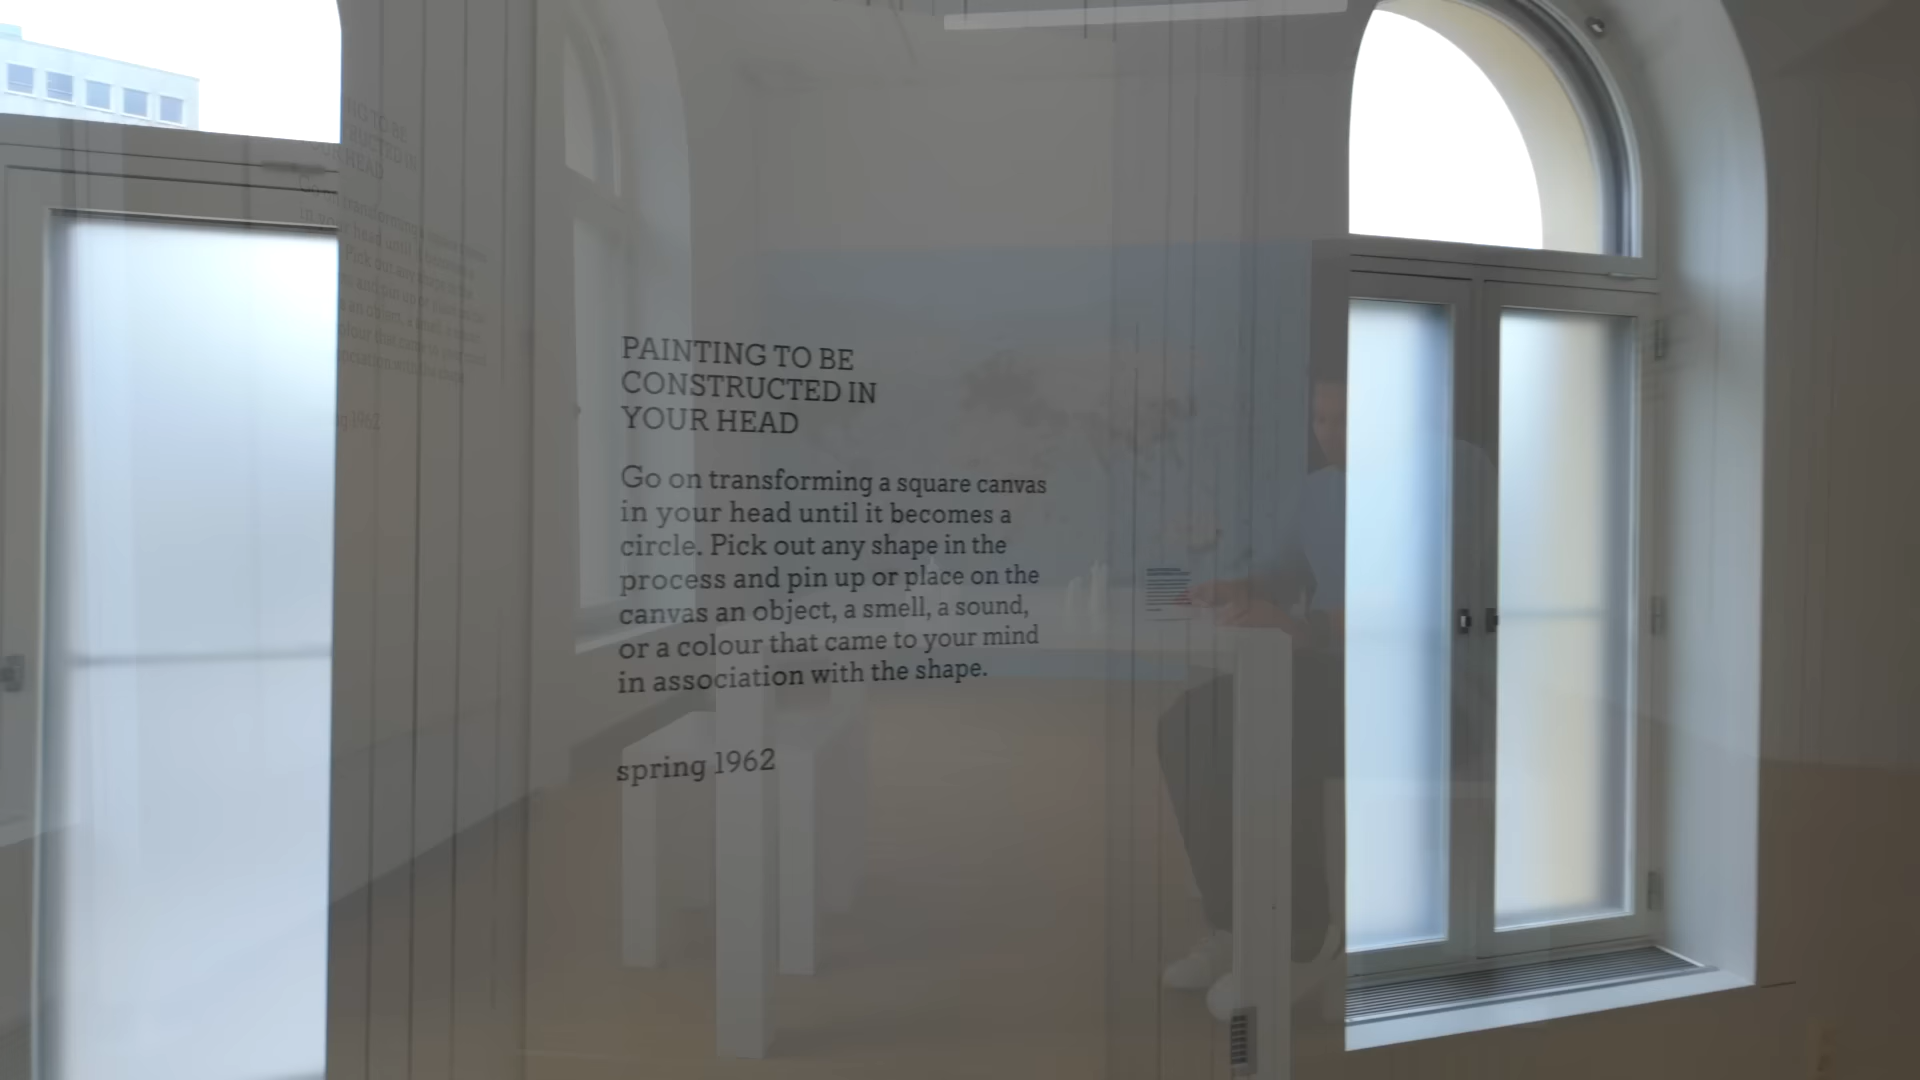 PAINTING TO BE
CONSTRUCTED IN
YOUR HEAD
Go on transforming a square canvas
in your head until it becomes a
circle. Pick out any shape in the
process and pin up or place on the
canvas an object, a smell, a sound,
or a colour that came to your mind
in association with the shape.
spring 1962